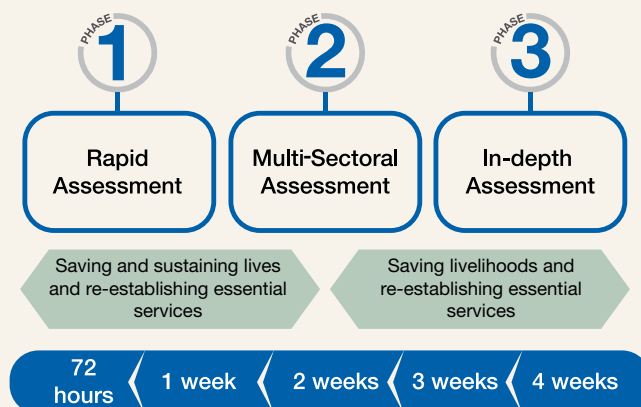 PHASE
1
PHASE
2
PHASE
3
Rapid
Assessment
Multi-Sectoral
Assessment
In-depth
Assessment
Saving and sustaining lives
and re-establishing essential
services
Saving livelihoods and
re-establishing essential
services
72
hours
1 week
2 weeks
3 weeks
4 weeks